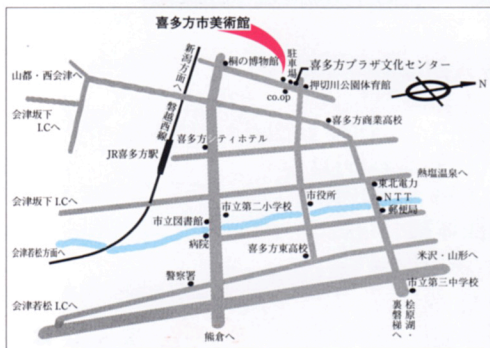 喜多方市美術館
新潟方面へ
桐の博物館
駐車場
喜多方プラザ文化センター
山都・西会津へ
押切川公園体育館
co.op
N
会津坂下
I.Cへ
磐越西線
喜多方商業高校
喜多方シティホテル
JR喜多方駅
熱塩温泉へ
東北電力
会津坂下 I.Cへ
市役所
NTT
市立第二小学校
郵便局
市立図書館
会津若松方面へ
病院
喜多方東高校
米沢・山形へ
警察署
市立第三中学校
会津若松 I.Cへ
熊倉へ
桧原湖・
裏磐梯へ